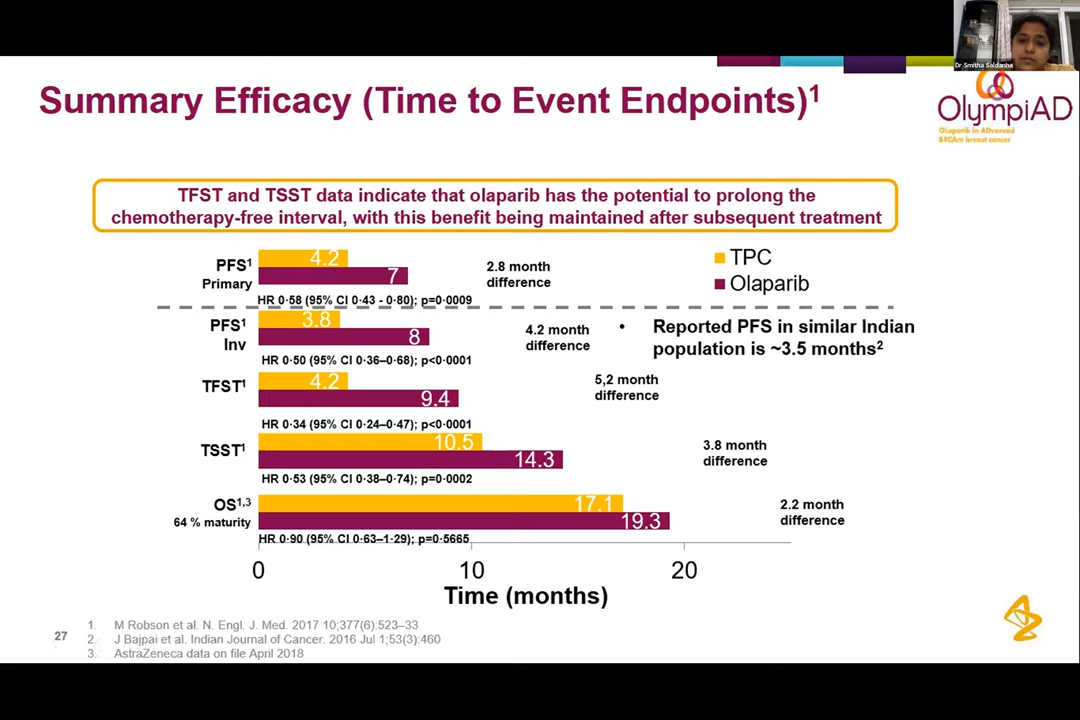 Dr Smitha Saldanha
Summary Efficacy (Time to Event Endpoints)1
OlympiAD
Olaparib in ADvanced
BRCAm breast cancer
TFST and TSST data indicate that olaparib has the potential to prolong the
chemotherapy-free interval, with this benefit being maintained after subsequent treatment
PFS1
Primary
4.2
7
2.8 month
difference
TPC
Olaparib
HR 0·58 (95% CI 0·43 - 0·80); p=0·0009
PFS1
Inv
3.8
8
4.2 month
difference
• Reported PFS in similar Indian
population is ~3.5 months2
HR 0·50 (95% CI 0·36–0·68); p<0·0001
TFST1
4.2
9.4
5,2 month
difference
HR 0·34 (95% CI 0·24–0·47); p<0·0001
TSST1
10.5
14.3
3.8 month
difference
HR 0·53 (95% CI 0·38–0·74); p=0·0002
OS1,3
64 % maturity
17.1
19.3
2.2 month
difference
HR 0·90 (95% CI 0·63–1·29); p=0·5665
0 10 20
Time (months)
27
1. M Robson et al. N. Engl. J. Med. 2017 10;377(6):523–33
2. J Bajpai et al. Indian Journal of Cancer. 2016 Jul 1;53(3):460
3. AstraZeneca data on file April 2018